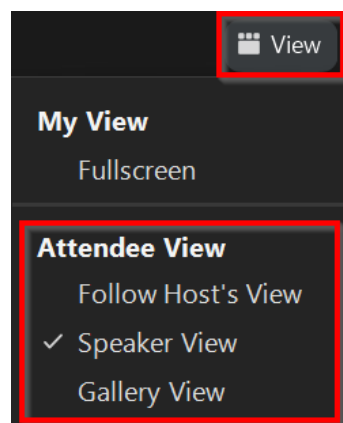 View
My View
Fullscreen
Attendee View
Follow Host's View
Speaker View
Gallery View